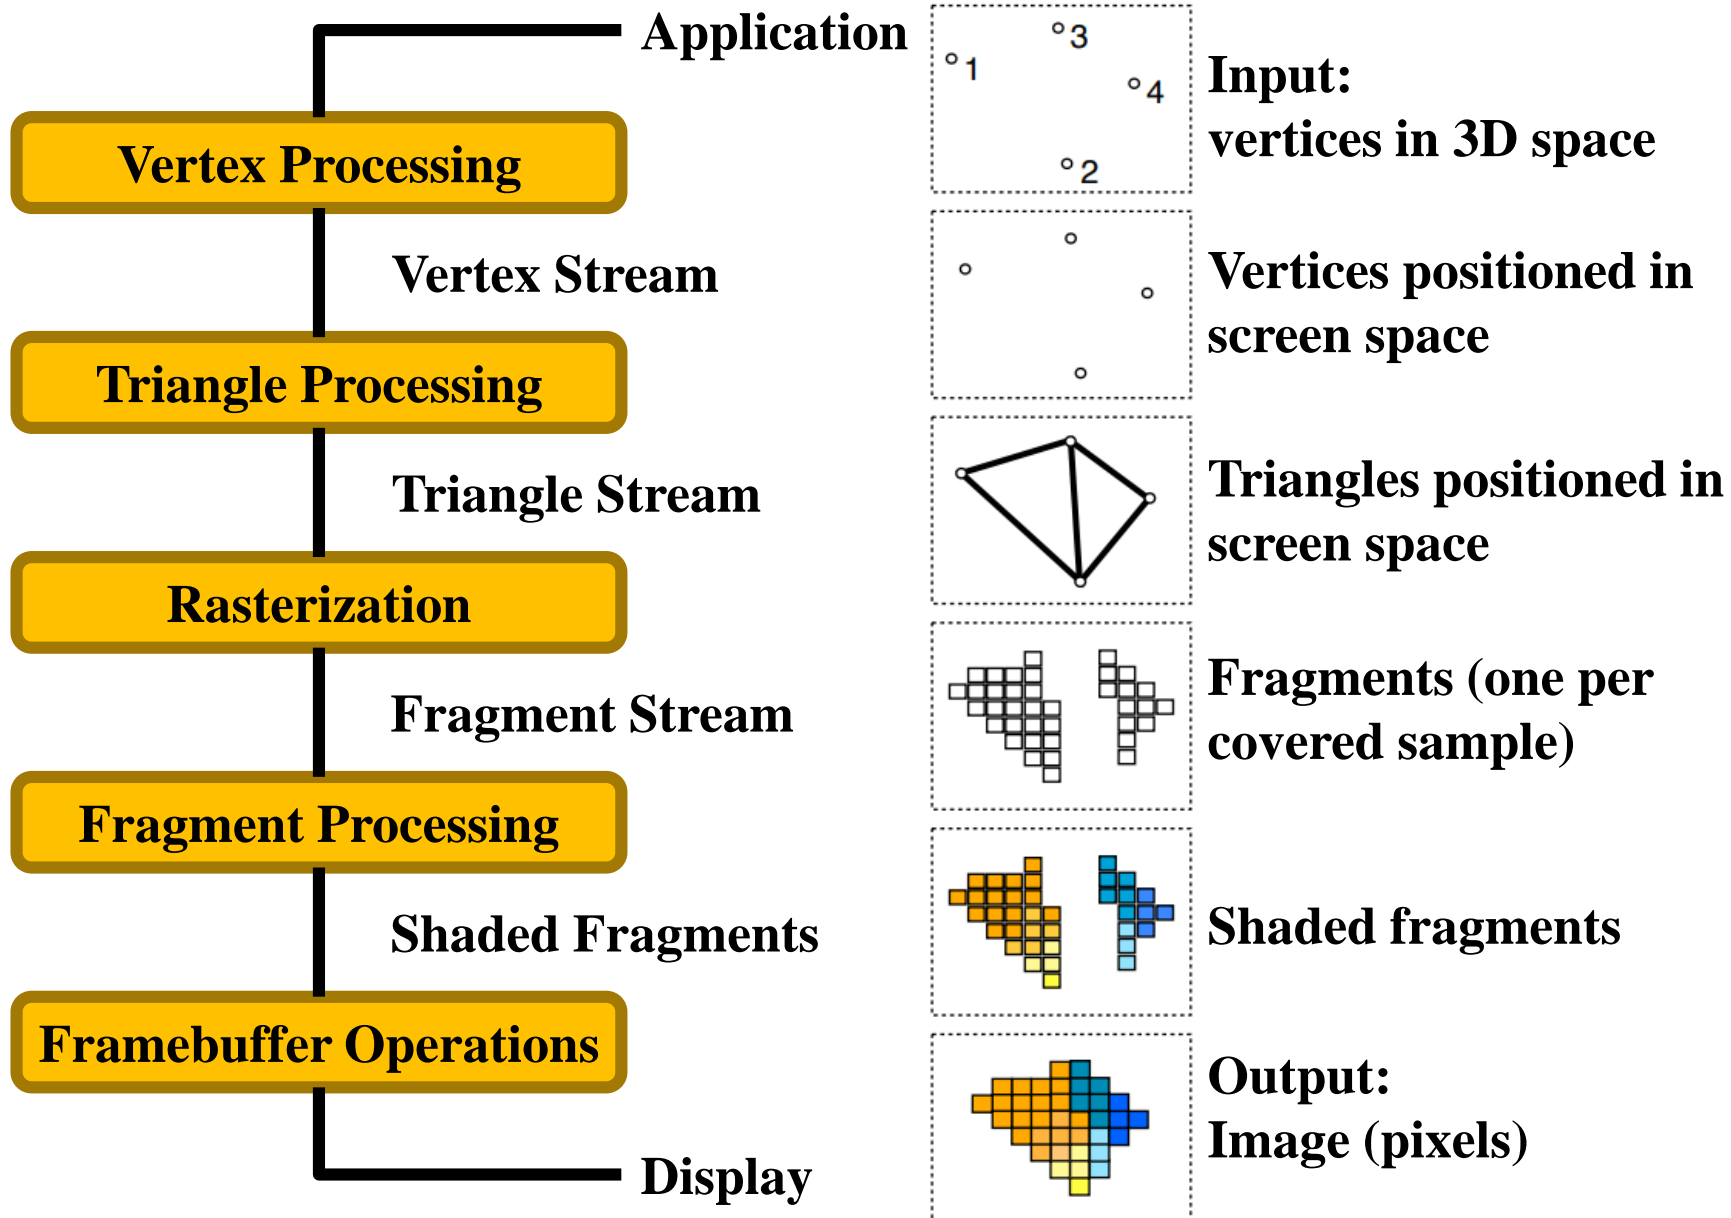 Application
Vertex Processing
Vertex Stream
Triangle Processing
Triangle Stream
Rasterization
Fragment Stream
Fragment Processing
Shaded Fragments
Framebuffer Operations
Display
1
3
4
2
Input:
vertices in 3D space
Vertices positioned in
screen space
Triangles positioned in
screen space
Fragments (one per
covered sample)
Shaded fragments
Output:
Image (pixels)